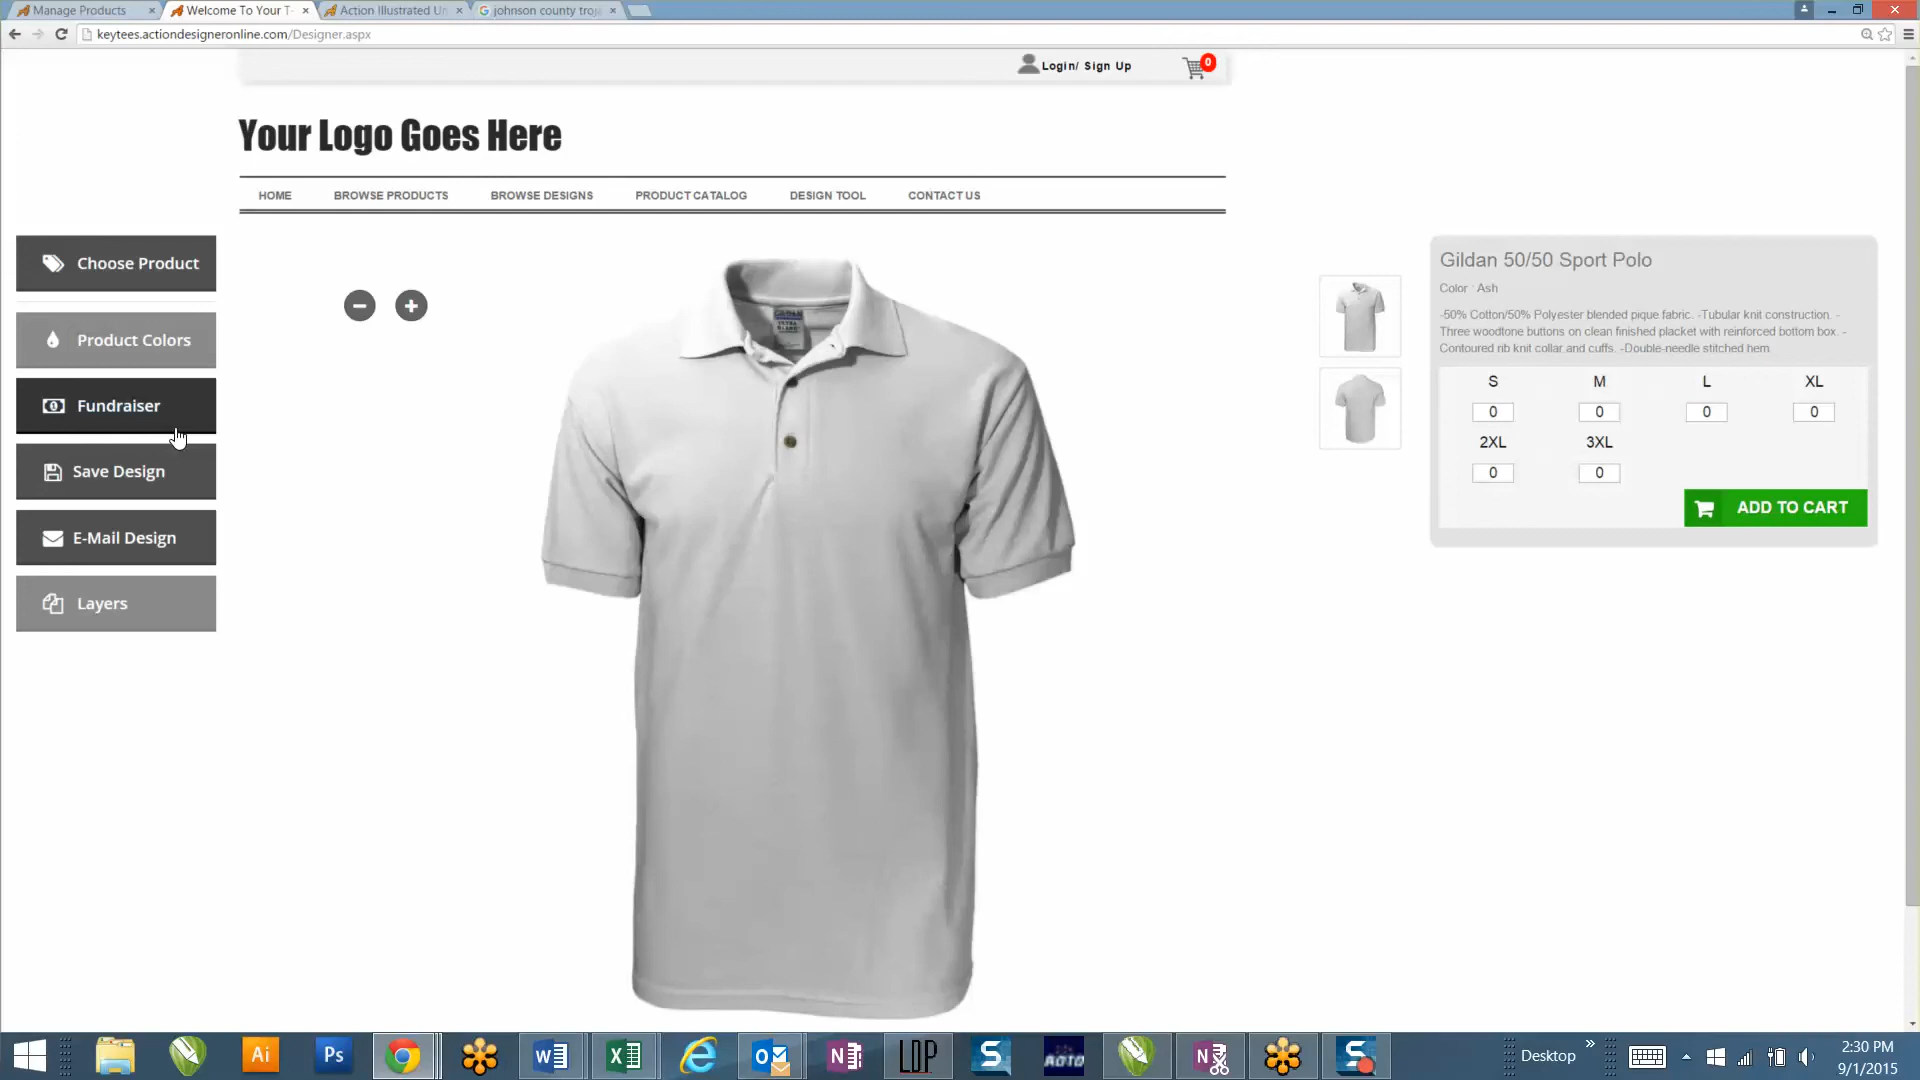 Manage Products
Welcome To Your T-
Action Illustrated Un
johnson county troj
keytees.actiondesigneronline.com/Designer.aspx
Login/ Sign Up
0
Your Logo Goes Here
HOME BROWSE PRODUCTS BROWSE DESIGNS PRODUCT CATALOG DESIGN TOOL CONTACT US
Choose Product
Product Colors
Fundraiser
Save Design
E-Mail Design
Layers
GILDAN
Gildan 50/50 Sport Polo
Color : Ash
-50% Cotton/50% Polyester blended pique fabric. -Tubular knit construction. -
Three woodtone buttons on clean finished placket with reinforced bottom box. -
Contoured rib knit collar and cuffs. -Double-needle stitched hem
S M L XL
0 0 0 0
2XL 3XL
0 0
ADD TO CART
Ai
Ps
LDP
AOTO
Desktop
2:30 PM
9/1/2015